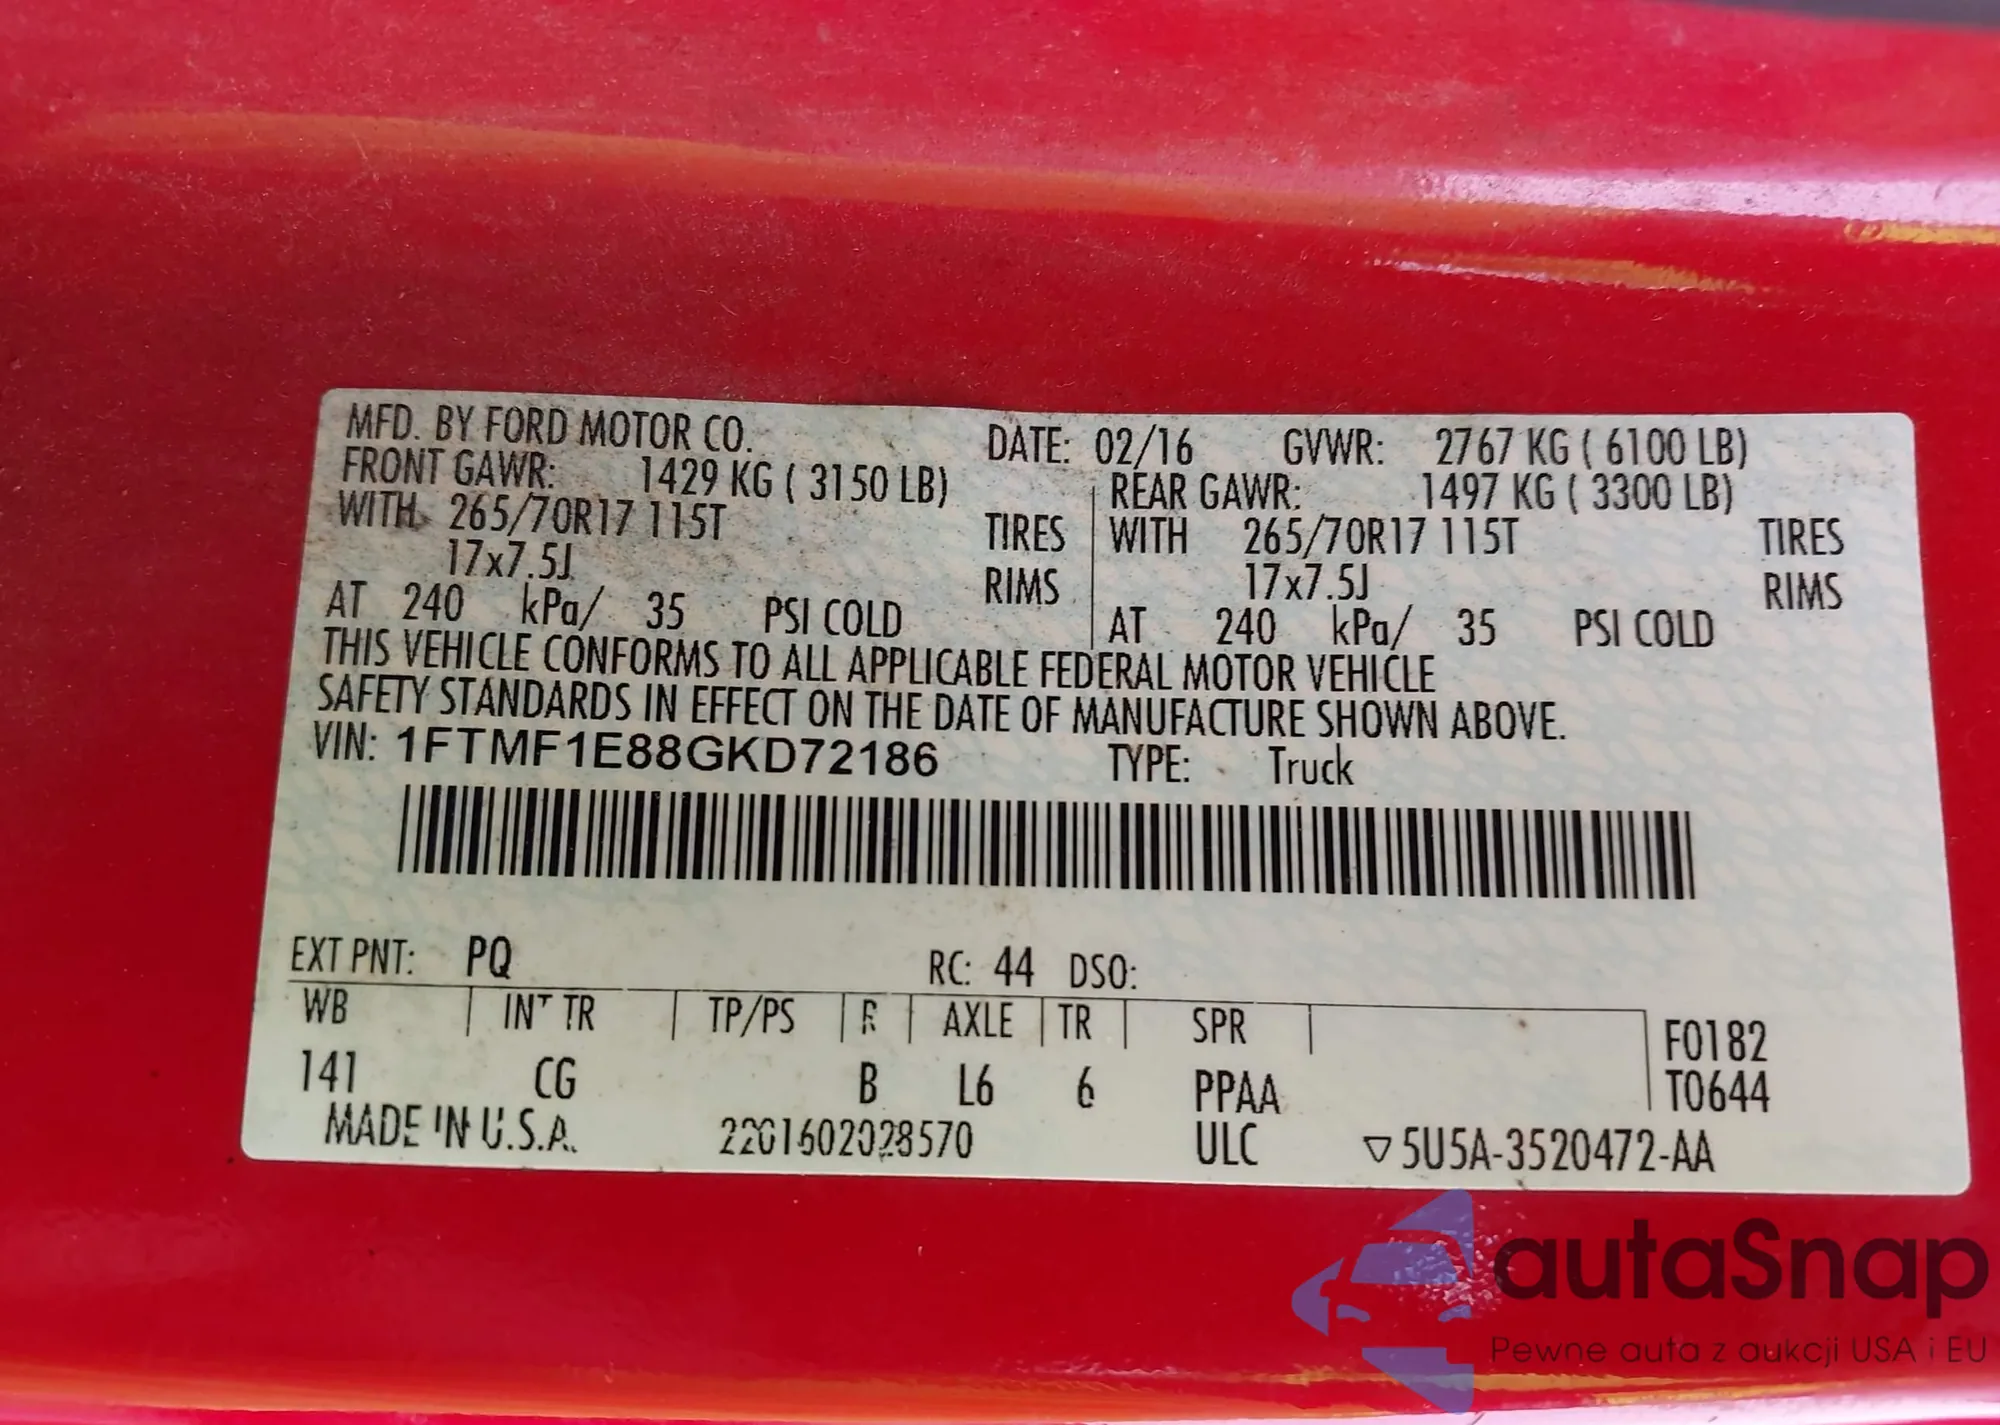 MFD. BY FORD MOTOR CO. DATE: 02/16 GVWR: 2767 KG ( 6100 LB)
FRONT GAWR: 1429 KG ( 3150 LB) REAR GAWR: 1497 KG ( 3300 LB)
WITH 265/70R17 115T TIRES WITH 265/70R17 115T TIRES
17x7.5J RIMS 17x7.5J RIMS
AT 240 kPa/ 35 PSI COLD AT 240 kPa/ 35 PSI COLD
THIS VEHICLE CONFORMS TO ALL APPLICABLE FEDERAL MOTOR VEHICLE
SAFETY STANDARDS IN EFFECT ON THE DATE OF MANUFACTURE SHOWN ABOVE.
VIN: 1FTMF1E88GKD72186 TYPE: Truck
EXT PNT: PQ RC: 44 DSO:
WB INT TR TP/PS R AXLE TR SPR F0182
141 CG B L6 6 PPAA T0644
MADE IN U.S.A. 2201602028570 ULC ▽5U5A-3520472-AA
autaSnap
Pewne auta z aukcji USA i EU